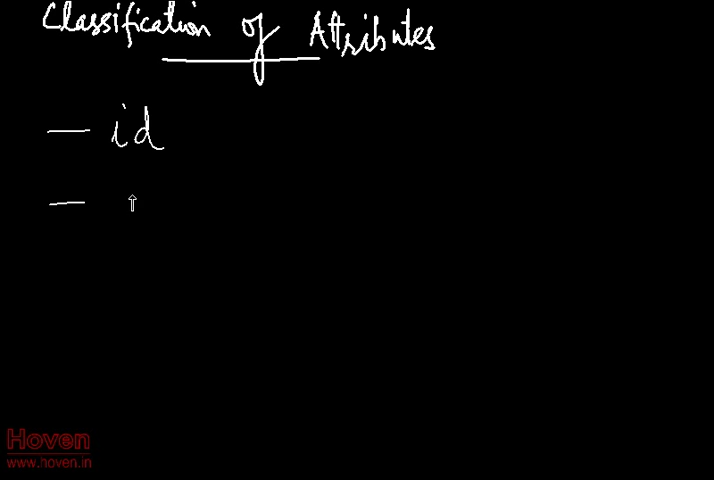 Classification of Attributes
— id
—
Hoven
www.hoven.in